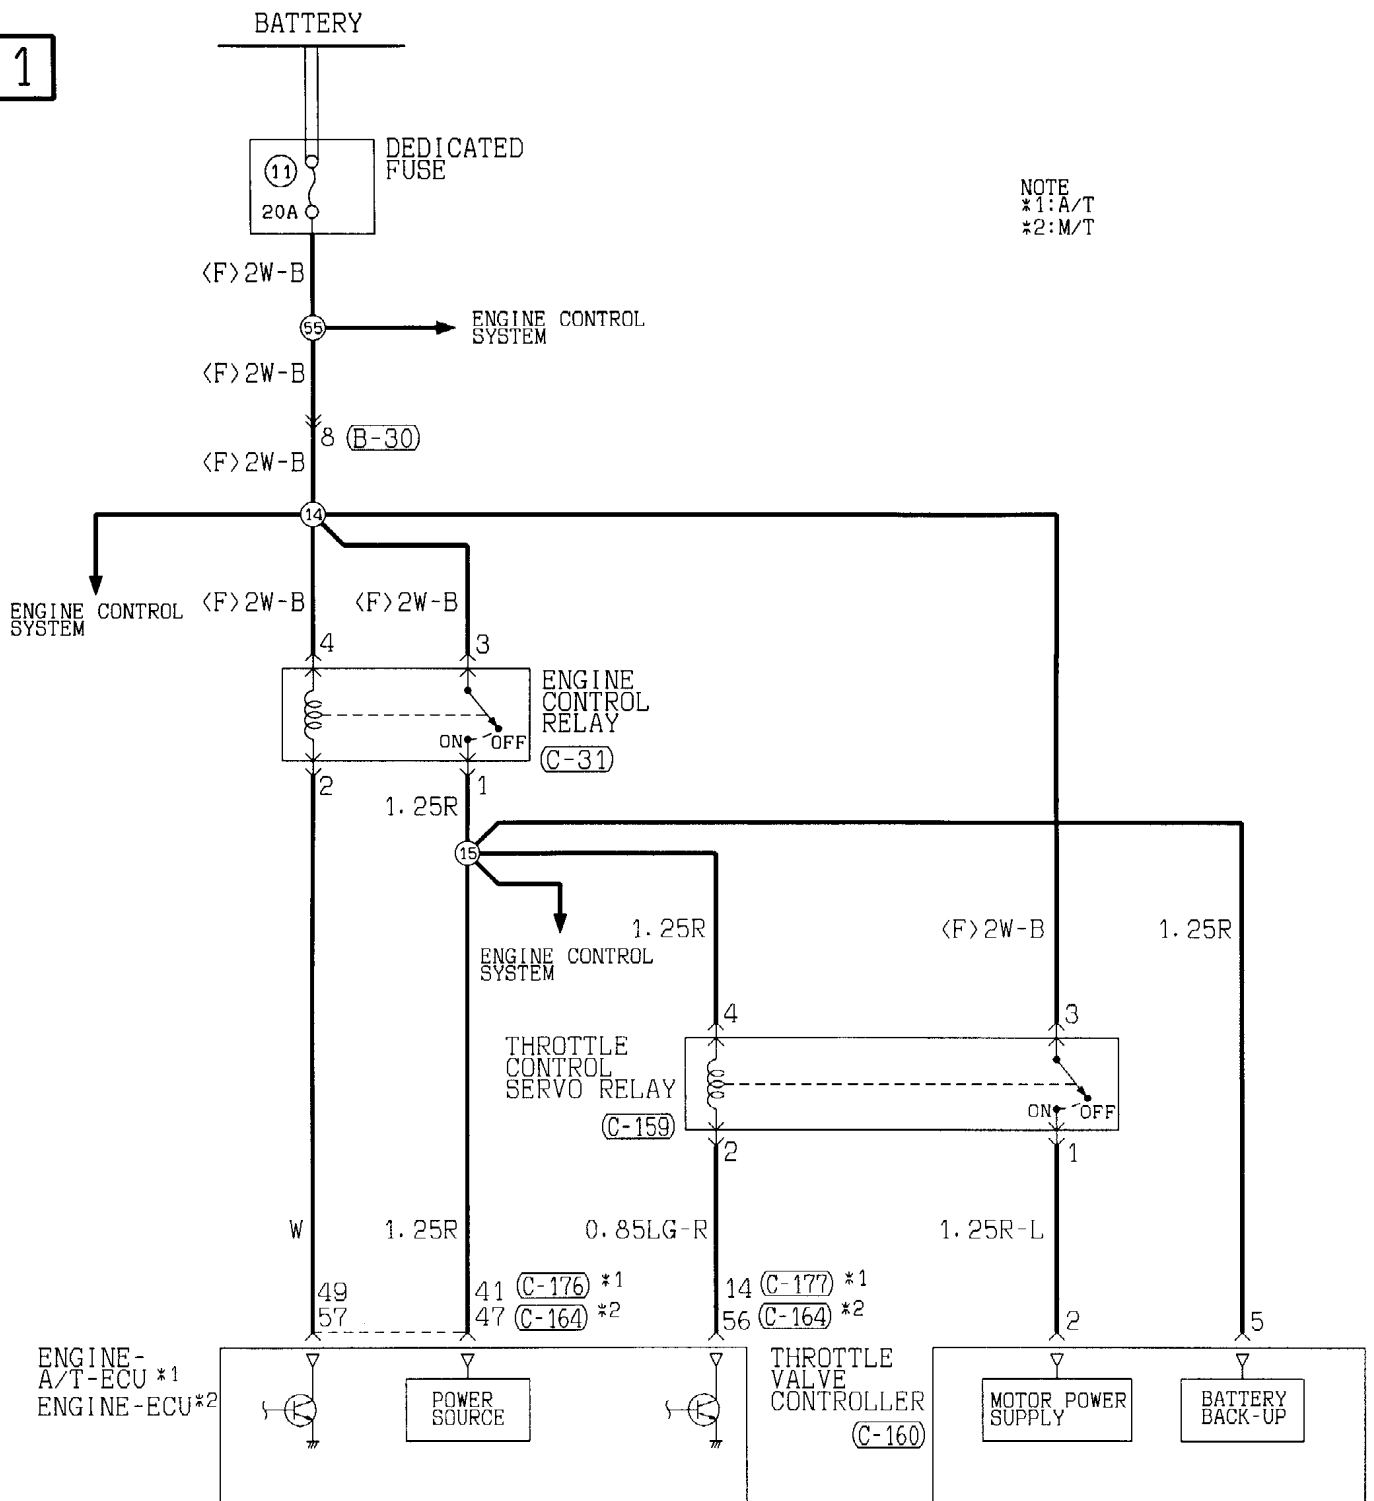 BATTERY
1
DEDICATED
FUSE
11
20A
NOTE
*1:A/T
*2:M/T
<F>2W-B
55
ENGINE CONTROL
SYSTEM
<F>2W-B
8 (B-30)
<F>2W-B
14
ENGINE CONTROL
SYSTEM
<F>2W-B
<F>2W-B
4
3
ENGINE
CONTROL
RELAY
ON
OFF
(C-31)
2
1
1.25R
15
1.25R
<F>2W-B
1.25R
ENGINE CONTROL
SYSTEM
4
3
THROTTLE
CONTROL
SERVO RELAY
(C-159)
ON
OFF
2
1
W
1.25R
0.85LG-R
1.25R-L
49
57
41 (C-176) *1
47 (C-164) *2
14 (C-177) *1
56 (C-164) *2
2
5
ENGINE-
A/T-ECU *1
ENGINE-ECU*2
POWER
SOURCE
THROTTLE
VALVE
CONTROLLER
(C-160)
MOTOR POWER
SUPPLY
BATTERY
BACK-UP